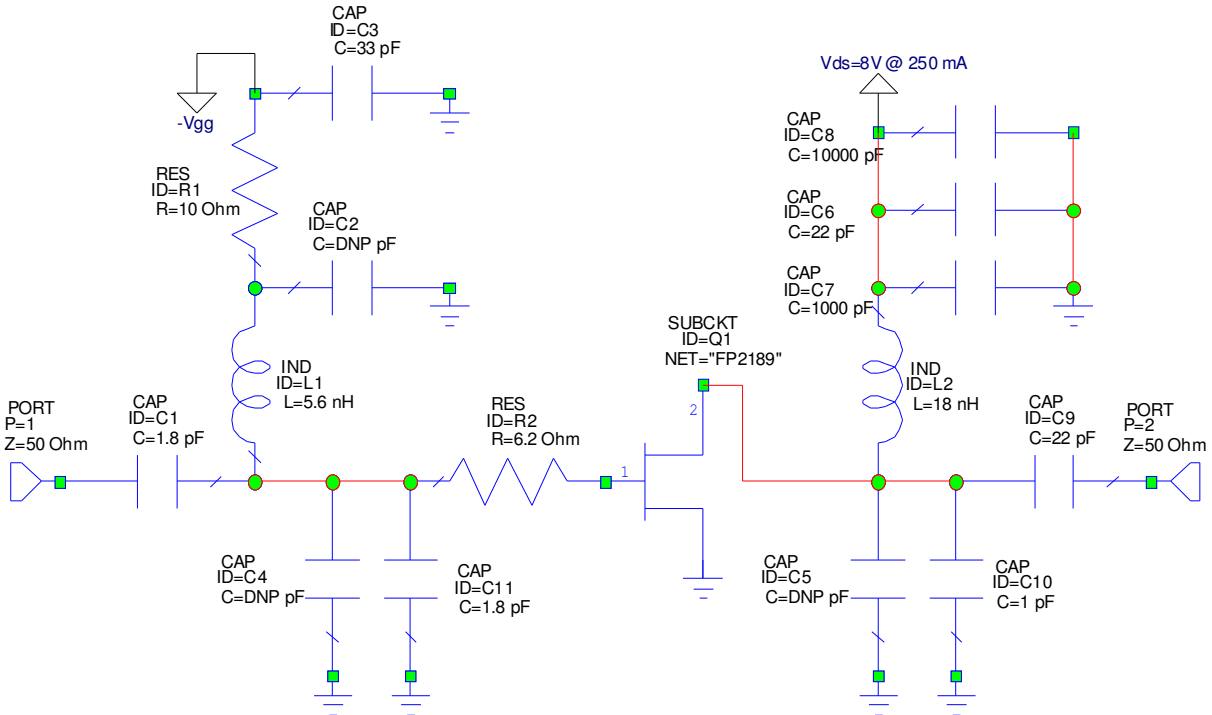 CAP
ID=C3
C=33 pF
-Vgg
RES
ID=R1
R=10 Ohm
CAP
ID=C2
C=DNP pF
IND
ID=L1
L=5.6 nH
PORT
P=1
Z=50 Ohm
CAP
ID=C1
C=1.8 pF
RES
ID=R2
R=6.2 Ohm
CAP
ID=C4
C=DNP pF
CAP
ID=C11
C=1.8 pF
SUBCKT
ID=Q1
NET="FP2189"
1
2
Vds=8V @ 250 mA
CAP
ID=C8
C=10000 pF
CAP
ID=C6
C=22 pF
CAP
ID=C7
C=1000 pF
IND
ID=L2
L=18 nH
CAP
ID=C9
C=22 pF
PORT
P=2
Z=50 Ohm
CAP
ID=C5
C=DNP pF
CAP
ID=C10
C=1 pF